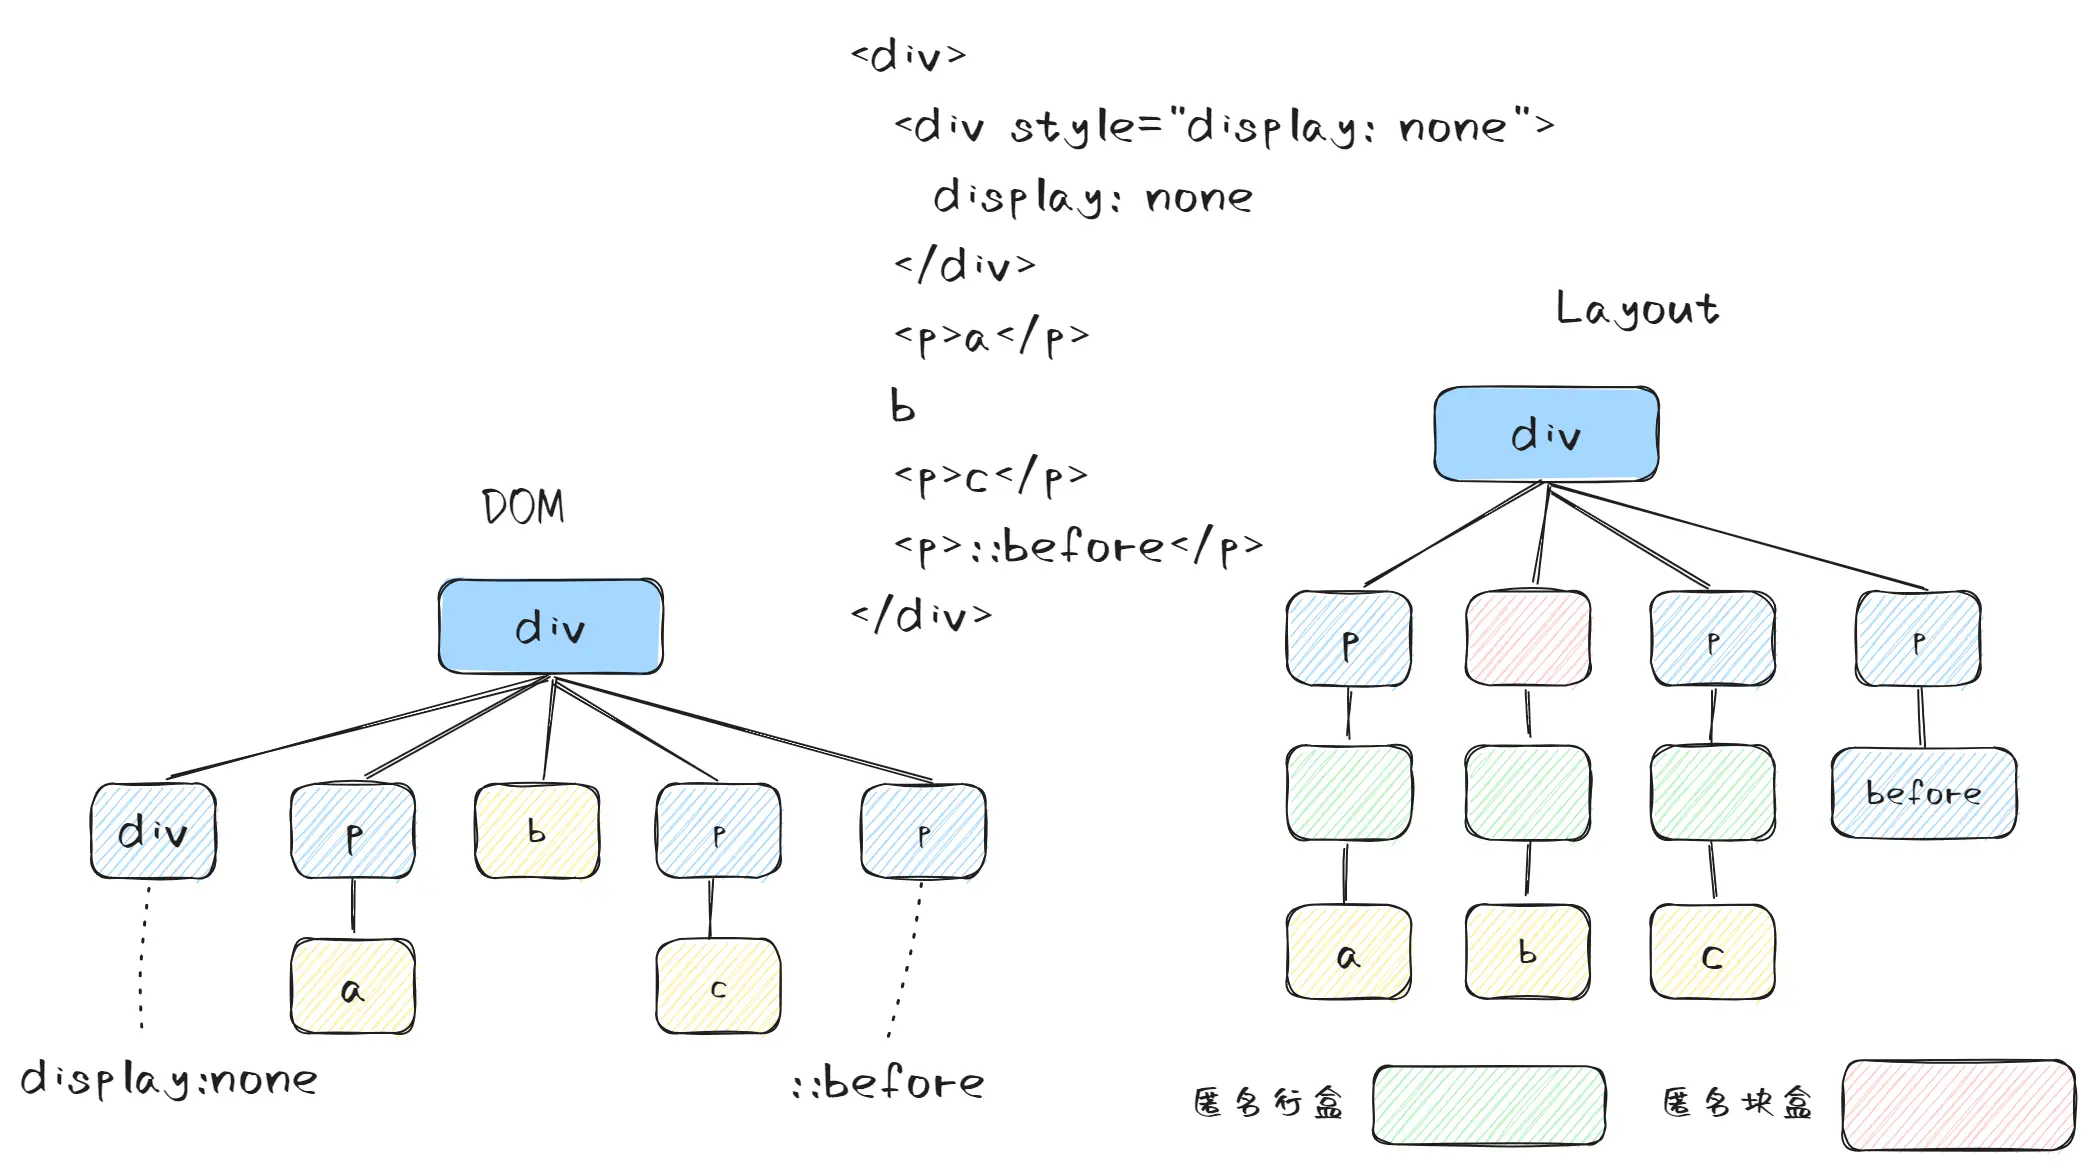 <div>
<div style="display: none">
display: none
</div>
<p>a</p>
b
<p>c</p>
<p>::before</p>
</div>
DOM
div
div p b p p
a c
display:none ::before
Layout
div
p p p
before
a b c
匿名行盒 匿名块盒